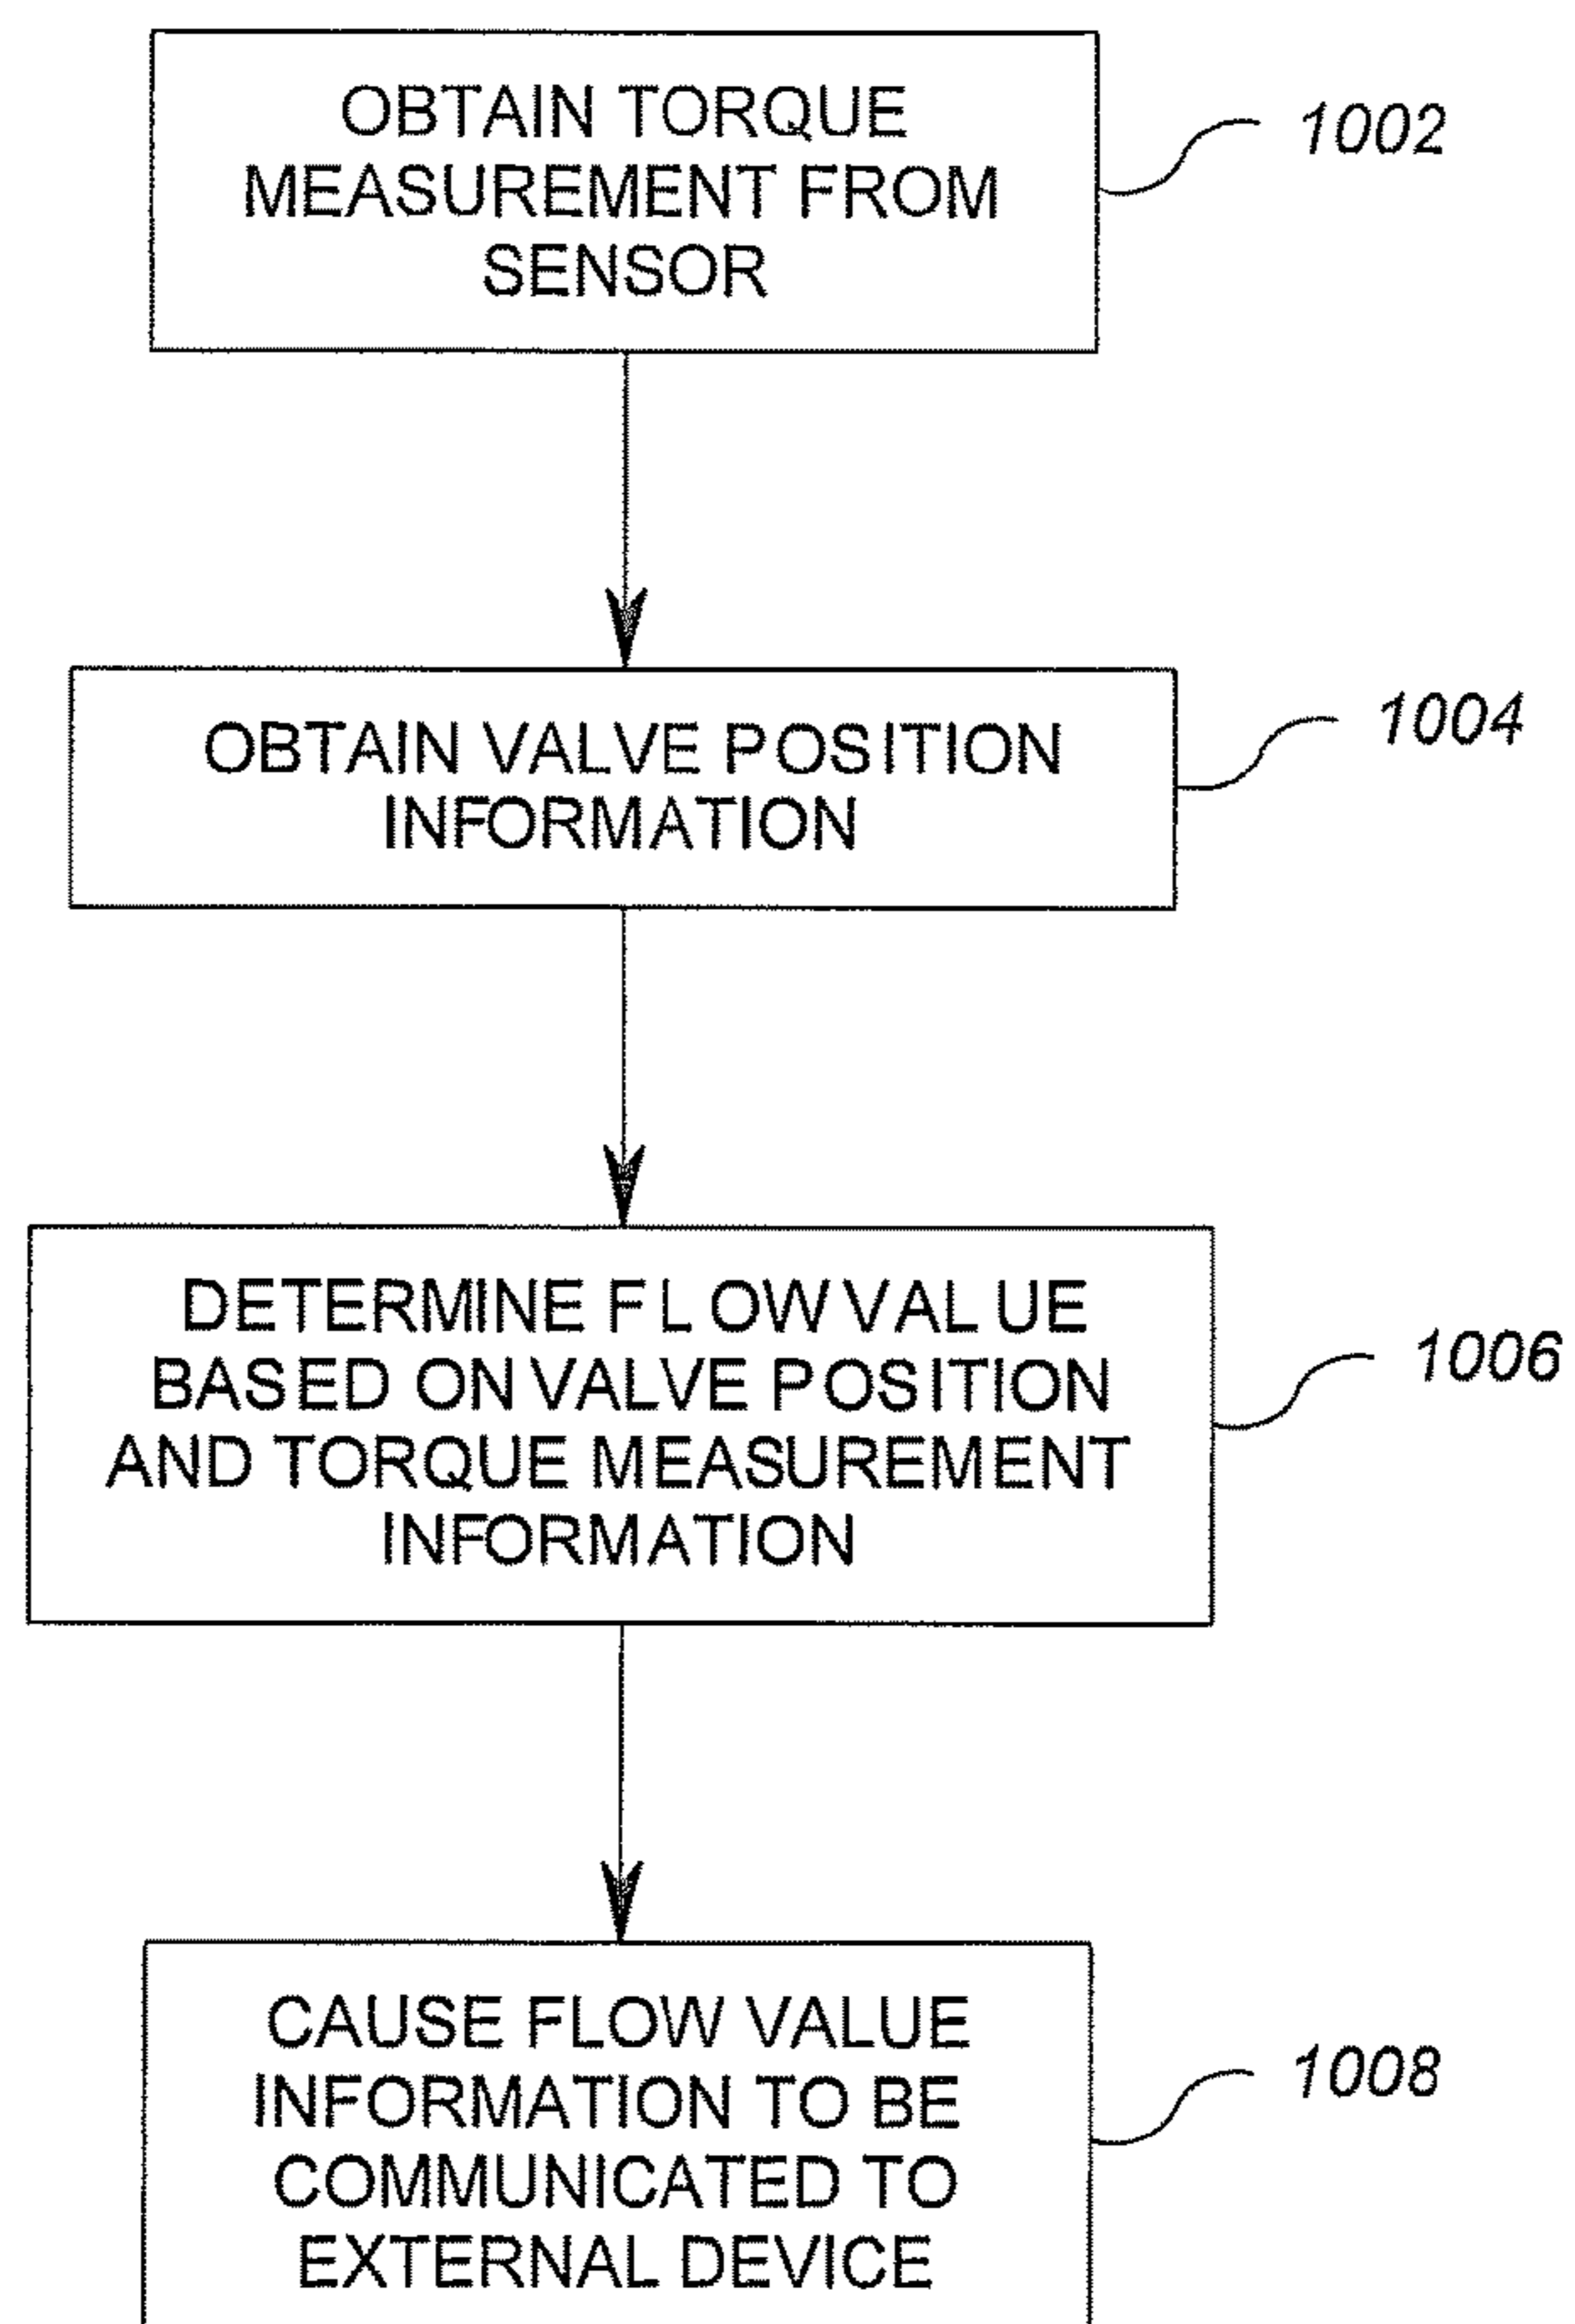 OBTAIN TORQUE
MEASUREMENT FROM
SENSOR
1002
OBTAIN VALVE POSITION
INFORMATION
1004
DETERMINE FLOW VALUE
BASED ON VALVE POSITION
AND TORQUE MEASUREMENT
INFORMATION
1006
CAUSE FLOW VALUE
INFORMATION TO BE
COMMUNICATED TO
EXTERNAL DEVICE
1008